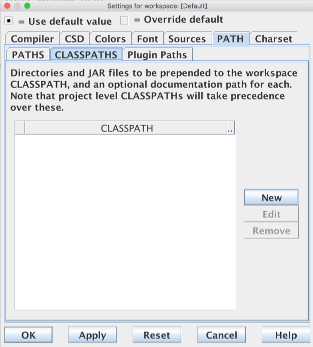 Settings for workspace: [Default]
= Use default value = Override default
Compiler CSD Colors Font Sources PATH Charset
PATHS CLASSPATHS Plugin Paths
Directories and JAR files to be prepended to the workspace
CLASSPATH, and an optional documentation path for each.
Note that project level CLASSPATHs will take precedence
over these.
CLASSPATH ..
New
Edit
Remove
OK Apply Reset Cancel Help